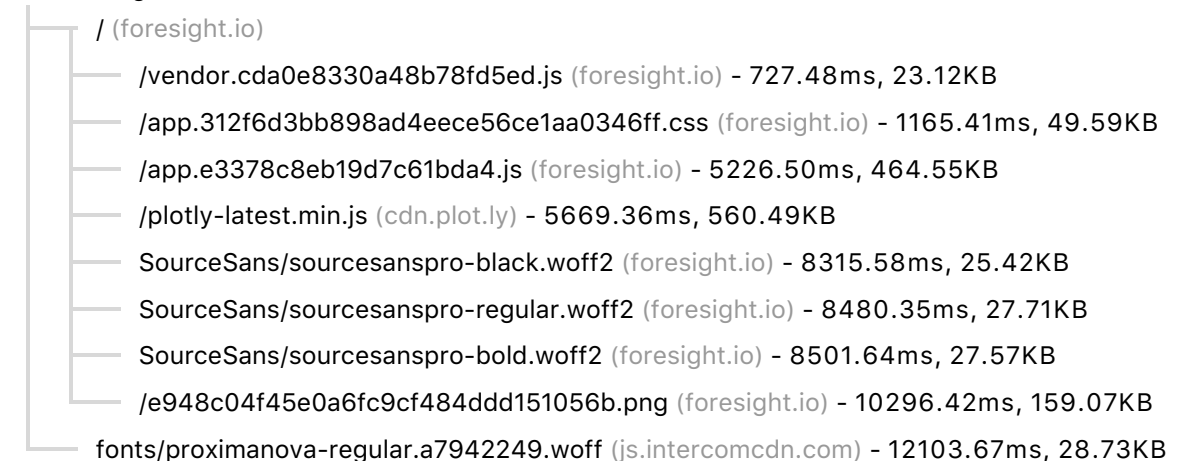 / (foresight.io)
/vendor.cda0e8330a48b78fd5ed.js (foresight.io) - 727.48ms, 23.12KB
/app.312f6d3bb898ad4eece56ce1aa0346ff.css (foresight.io) - 1165.41ms, 49.59KB
/app.e3378c8eb19d7c61bda4.js (foresight.io) - 5226.50ms, 464.55KB
/plotly-latest.min.js (cdn.plot.ly) - 5669.36ms, 560.49KB
SourceSans/sourcesanspro-black.woff2 (foresight.io) - 8315.58ms, 25.42KB
SourceSans/sourcesanspro-regular.woff2 (foresight.io) - 8480.35ms, 27.71KB
SourceSans/sourcesanspro-bold.woff2 (foresight.io) - 8501.64ms, 27.57KB
/e948c04f45e0a6fc9cf484ddd151056b.png (foresight.io) - 10296.42ms, 159.07KB
fonts/proximanova-regular.a7942249.woff (js.intercomcdn.com) - 12103.67ms, 28.73KB